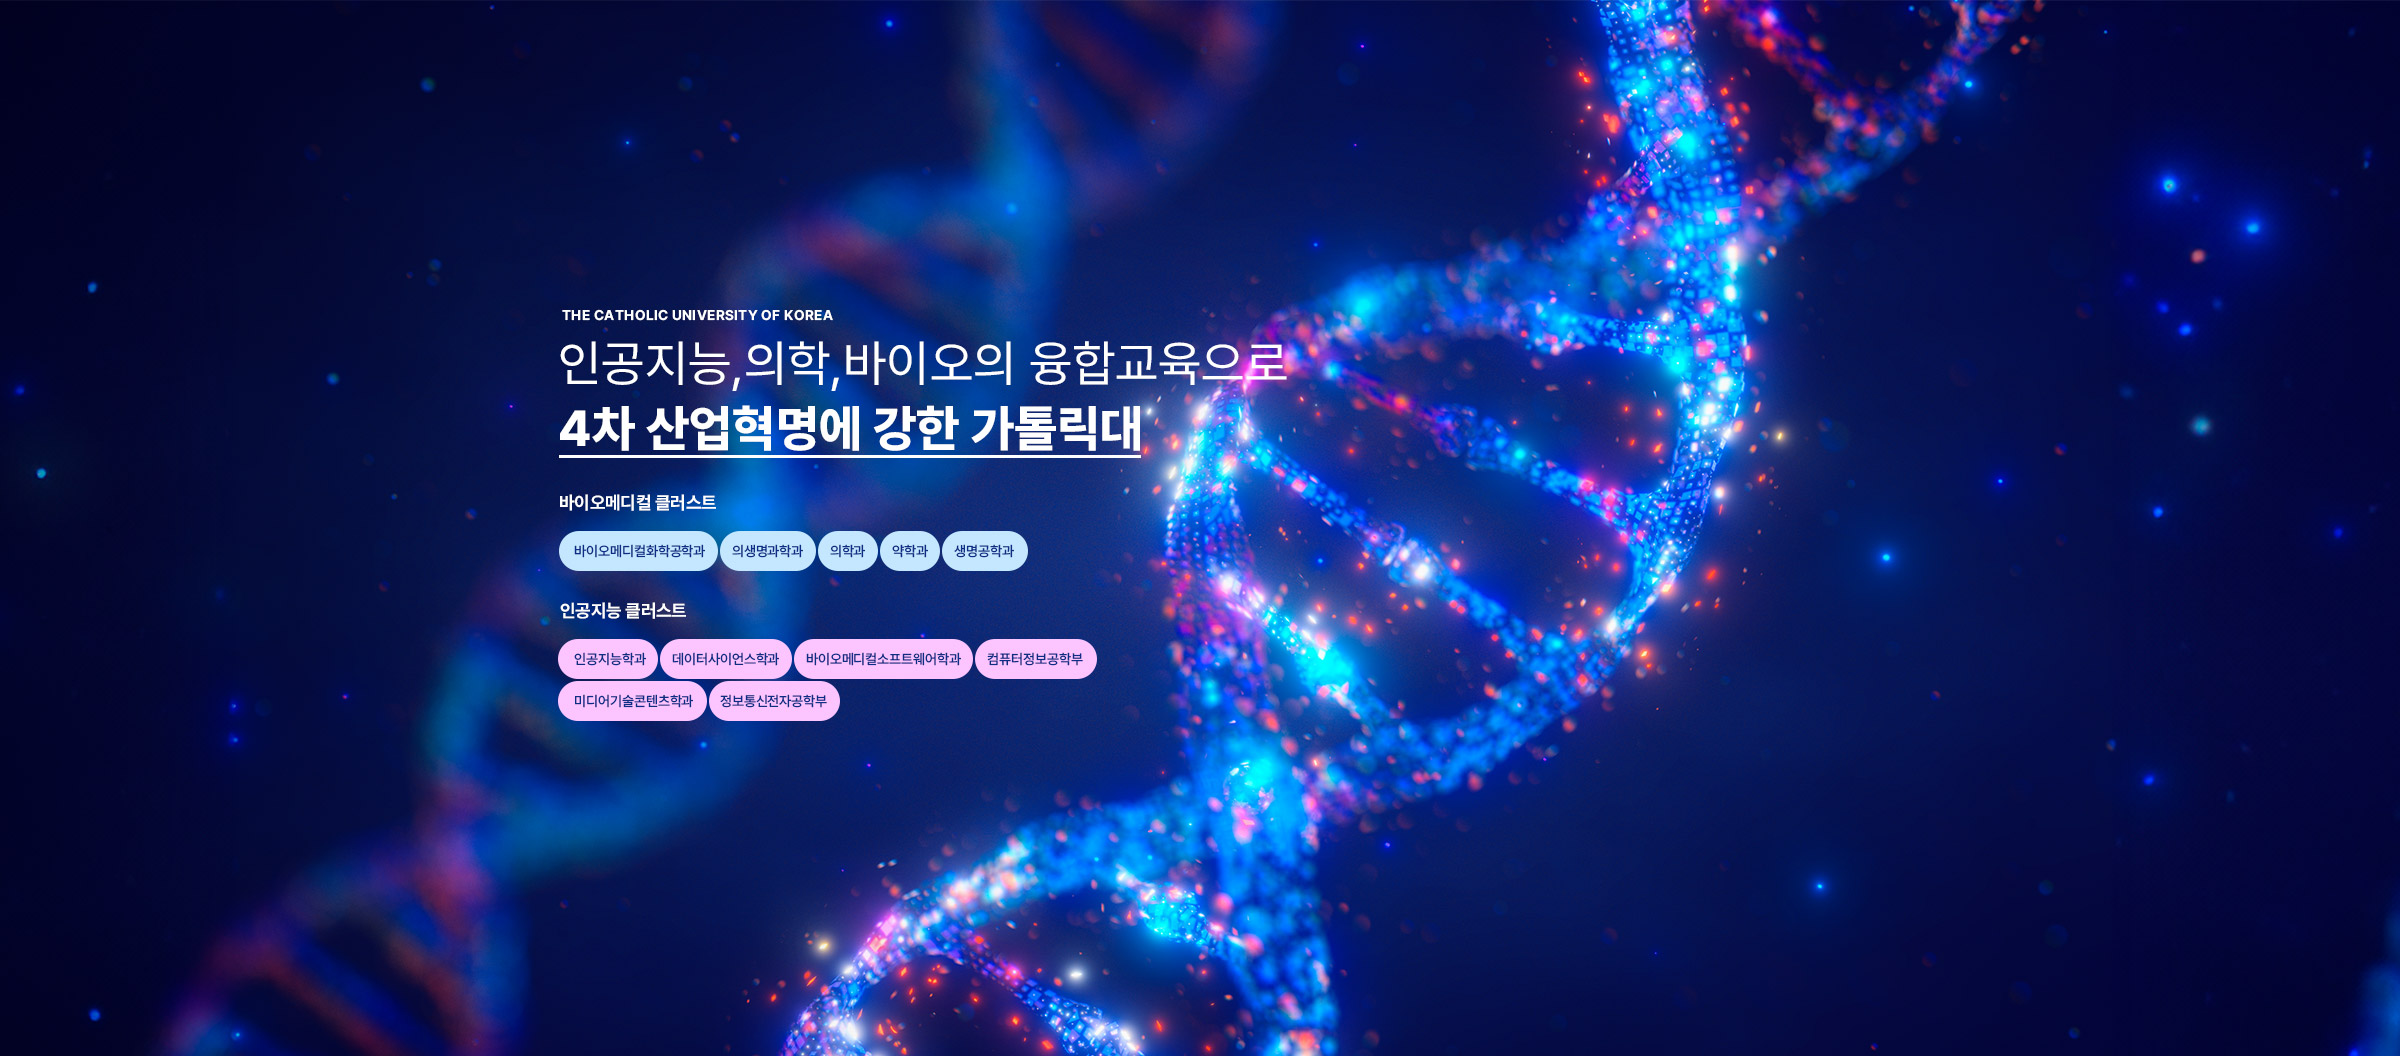 THE CATHOLIC UNIVERSITY OF KOREA
인공지능,의학,바이오의 융합교육으로
4차 산업혁명에 강한 가톨릭대
바이오메디컬 클러스트
바이오메디컬화학공학과 의생명과학과 의학과 약학과 생명공학과
인공지능 클러스트
인공지능학과 데이터사이언스학과 바이오메디컬소프트웨어학과 컴퓨터정보공학부
미디어기술콘텐츠학과 정보통신전자공학부